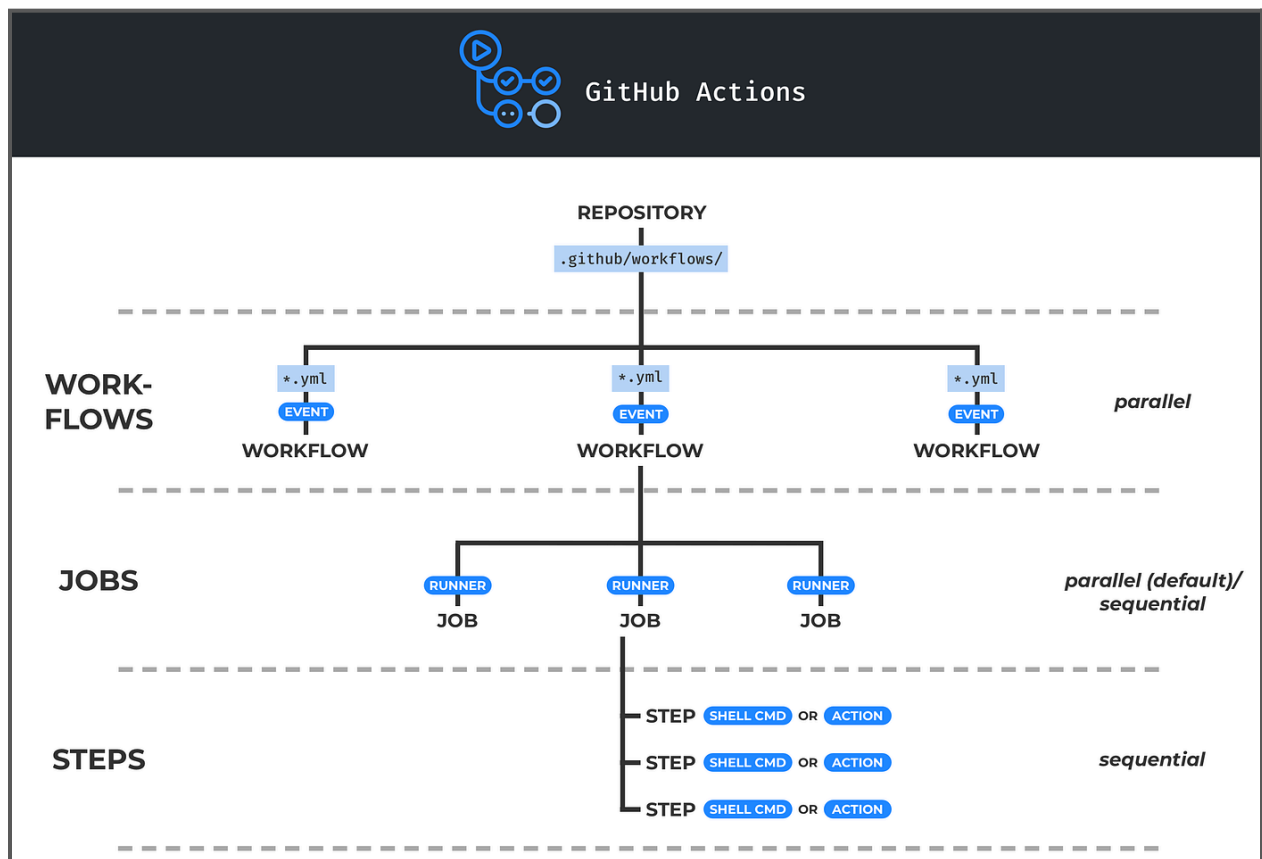 GitHub Actions
REPOSITORY
.github/workflows/
WORK-
FLOWS
*.yml
*.yml
*.yml
EVENT
EVENT
EVENT
WORKFLOW
WORKFLOW
WORKFLOW
parallel
JOBS
RUNNER
RUNNER
RUNNER
JOB
JOB
JOB
parallel (default)/
sequential
STEPS
STEP SHELL CMD OR ACTION
STEP SHELL CMD OR ACTION
STEP SHELL CMD OR ACTION
sequential